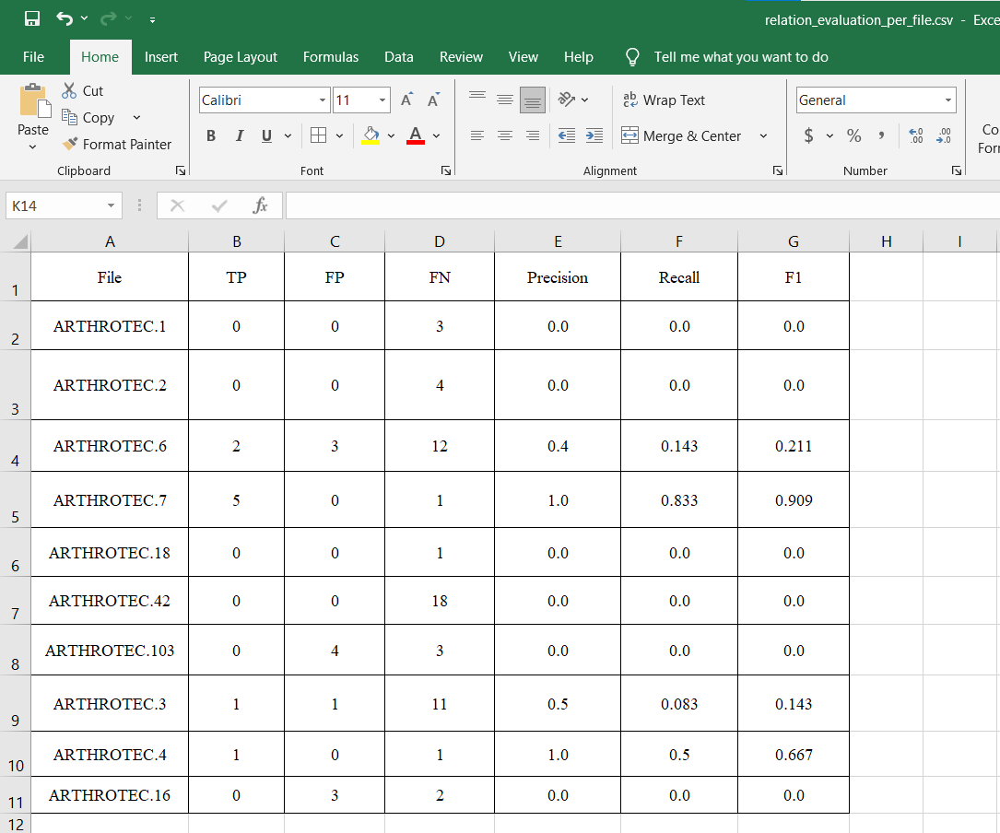 relation_evaluation_per_file.csv - Exce
File Home Insert Page Layout Formulas Data Review View Help Tell me what you want to do
Paste
Cut
Copy
Format Painter
Clipboard
Calibri 11 A A
B I U A
Font
ab Wrap Text
Merge & Center
Alignment
General
$ % ,
Number
Co
Forr
K14 fx
A B C D E F G H I
1 File TP FP FN Precision Recall F1
2 ARTHROTEC.1 0 0 3 0.0 0.0 0.0
3 ARTHROTEC.2 0 0 4 0.0 0.0 0.0
4 ARTHROTEC.6 2 3 12 0.4 0.143 0.211
5 ARTHROTEC.7 5 0 1 1.0 0.833 0.909
6 ARTHROTEC.18 0 0 1 0.0 0.0 0.0
7 ARTHROTEC.42 0 0 18 0.0 0.0 0.0
8 ARTHROTEC.103 0 4 3 0.0 0.0 0.0
9 ARTHROTEC.3 1 1 11 0.5 0.083 0.143
10 ARTHROTEC.4 1 0 1 1.0 0.5 0.667
11 ARTHROTEC.16 0 3 2 0.0 0.0 0.0
12